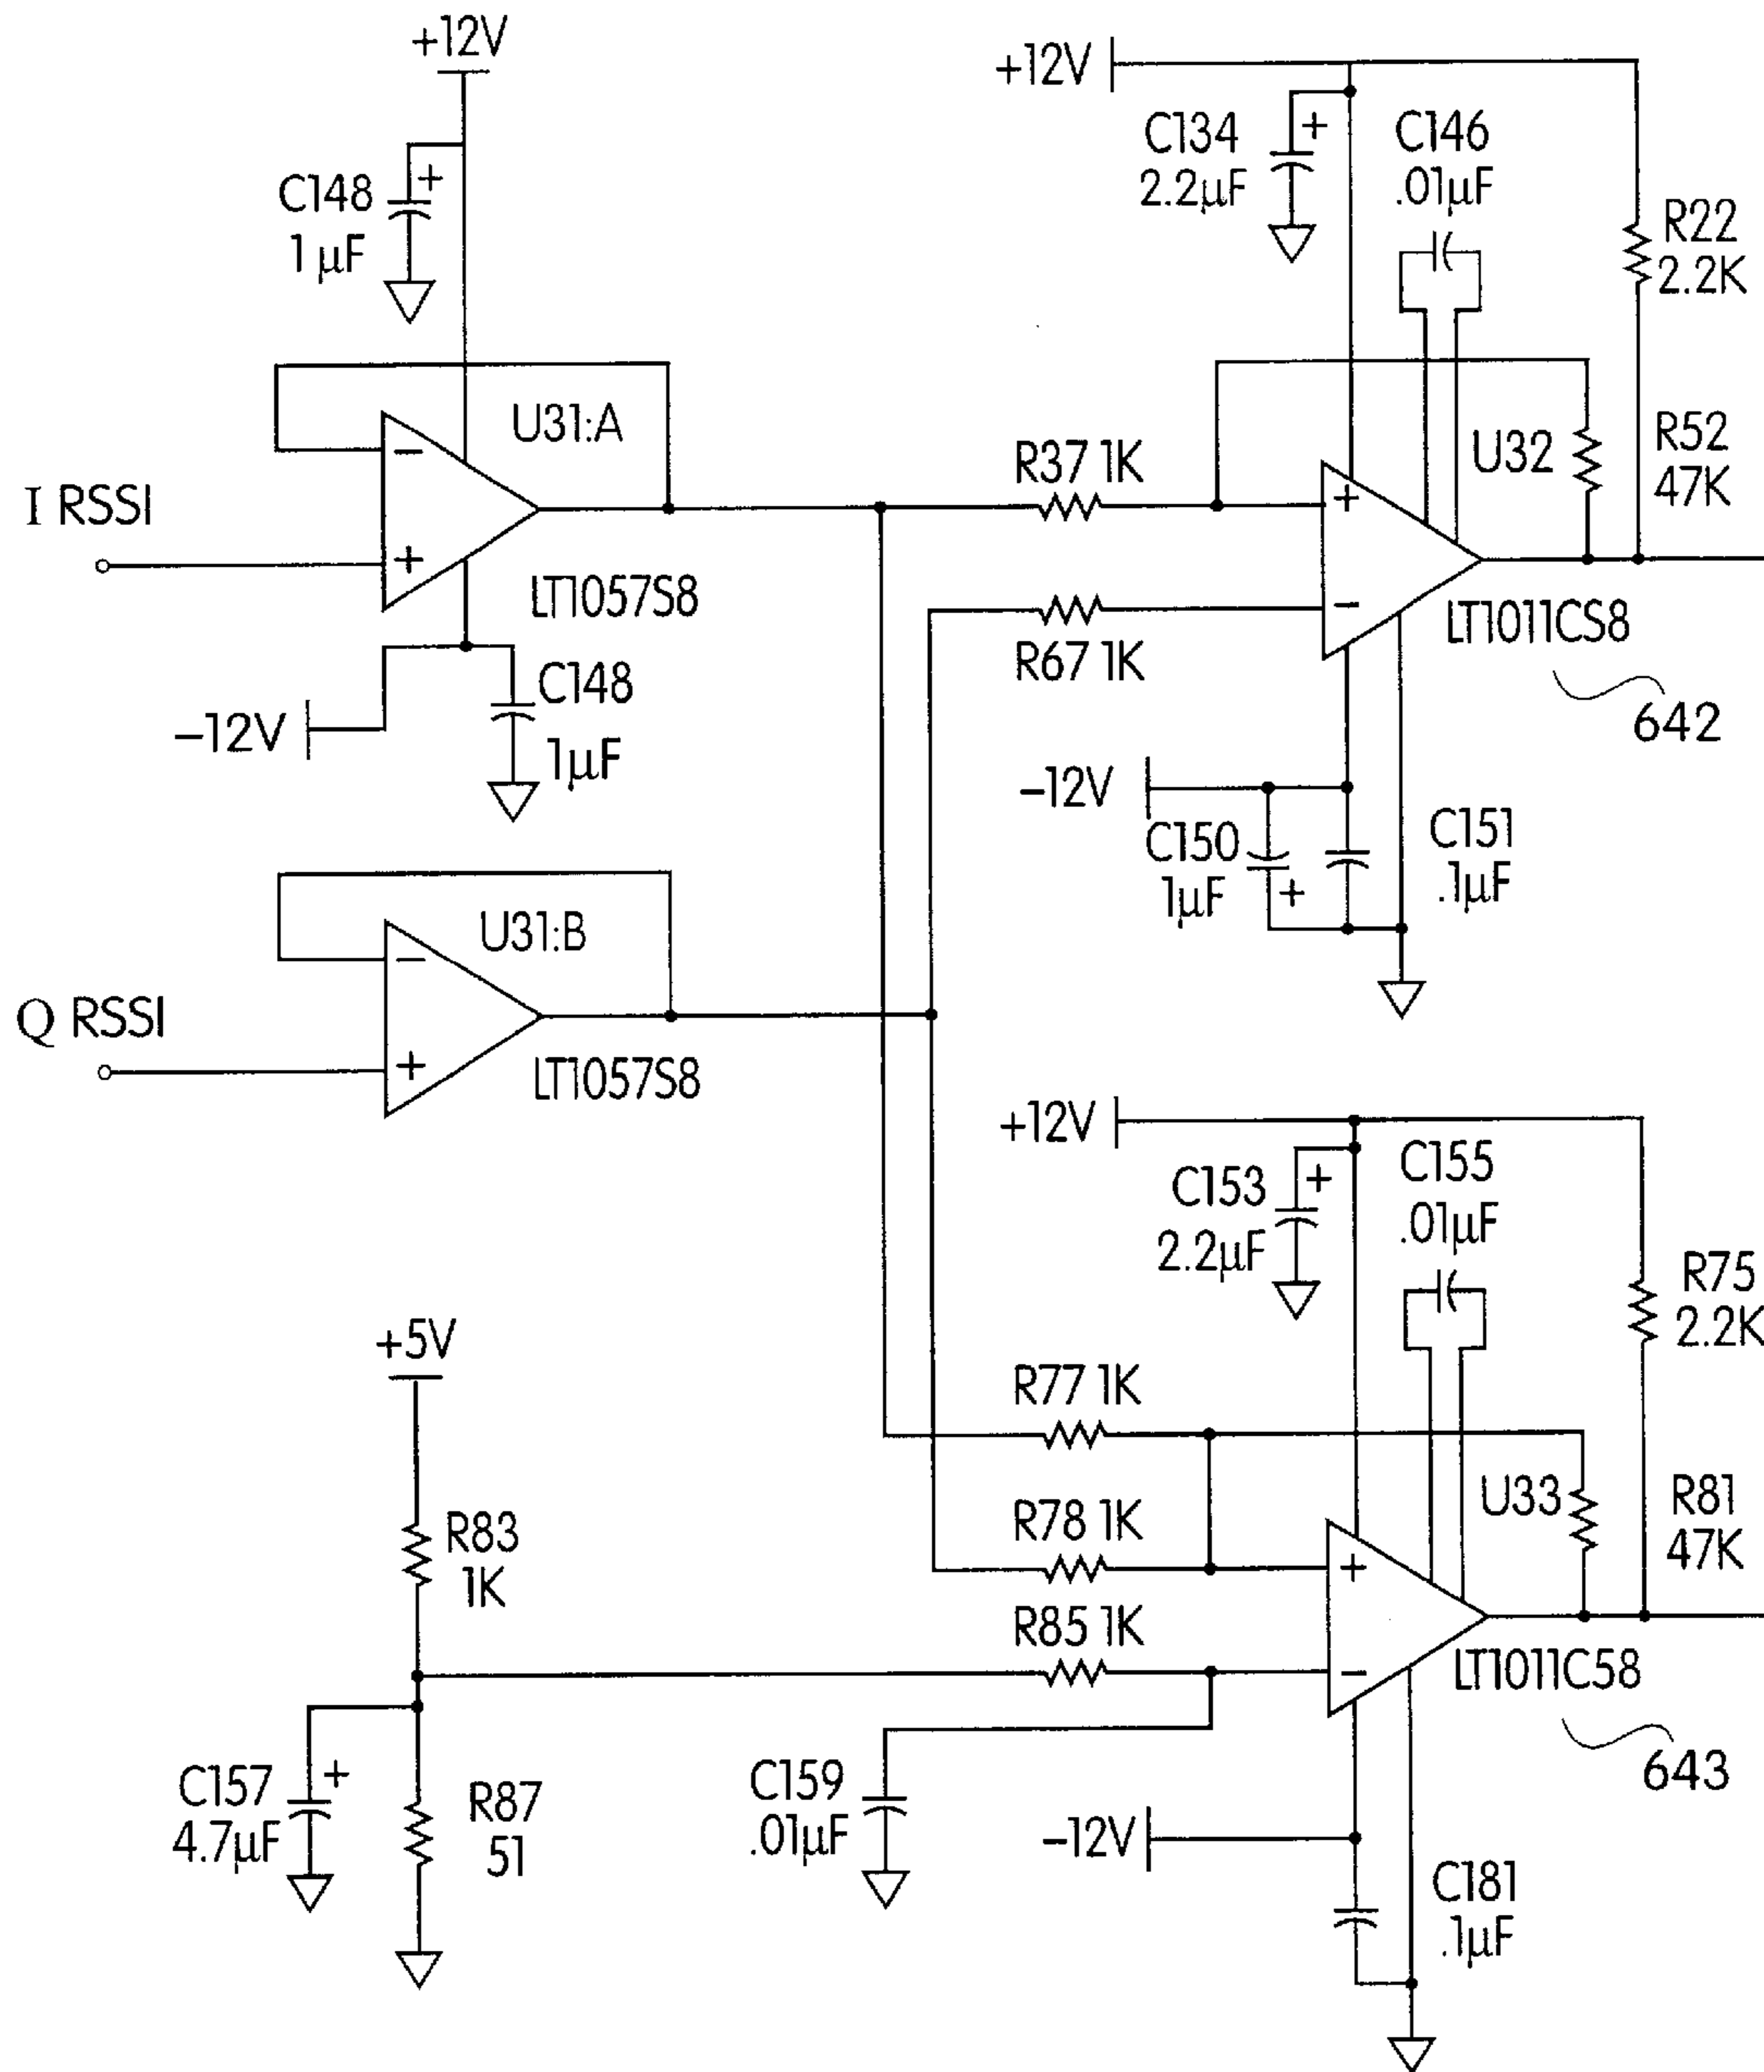 +12V
C148
+
1 µF
U31:A
−
I RSSI
+
LT1057S8
−12V
C148
1µF
U31:B
−
Q RSSI
+
LT1057S8
+12V
C134
+
2.2µF
C146
.01µF
R22
2.2K
R37 1K
U32
R52
47K
+
R67 1K
−
LT1011CS8
642
−12V
C150
1µF
+
C151
.1µF
+12V
C153
+
2.2µF
C155
.01µF
R75
2.2K
R77 1K
U33
R81
47K
R78 1K
+
R85 1K
−
LT1011C58
643
+5V
R83
1K
C157
+
4.7µF
R87
51
C159
.01µF
−12V
C181
.1µF